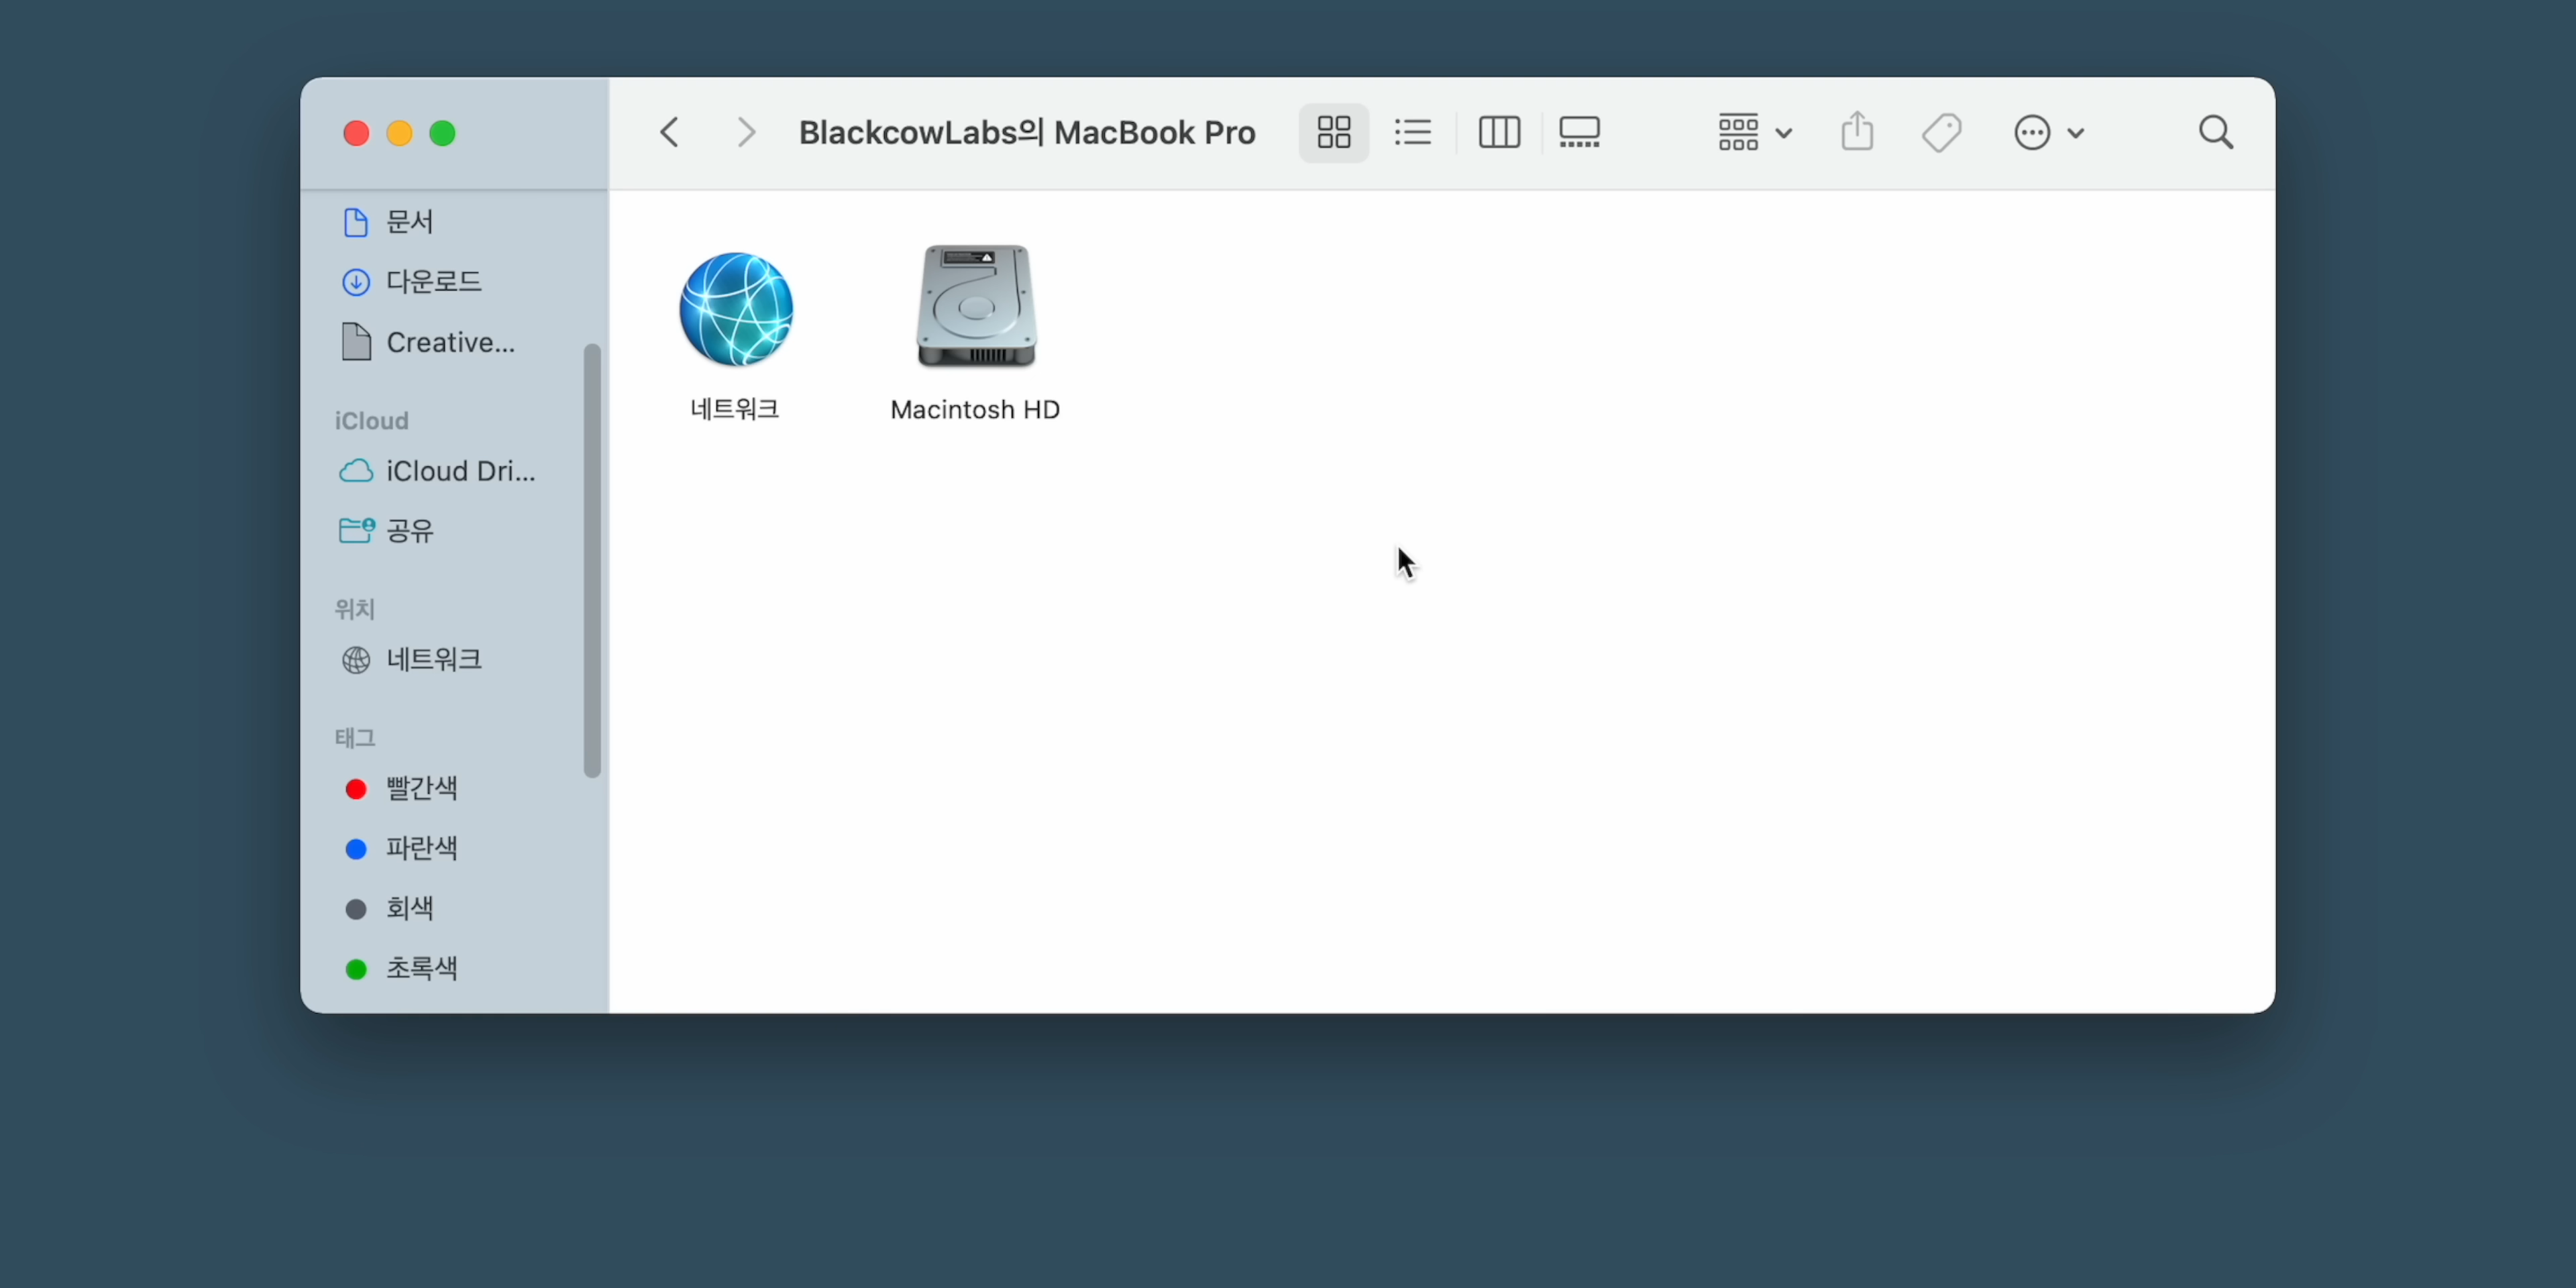 BlackcowLabs의 MacBook Pro
문서
다운로드
Creative...
iCloud
iCloud Dri...
공유
위치
네트워크
태그
빨간색
파란색
회색
초록색
네트워크
Macintosh HD